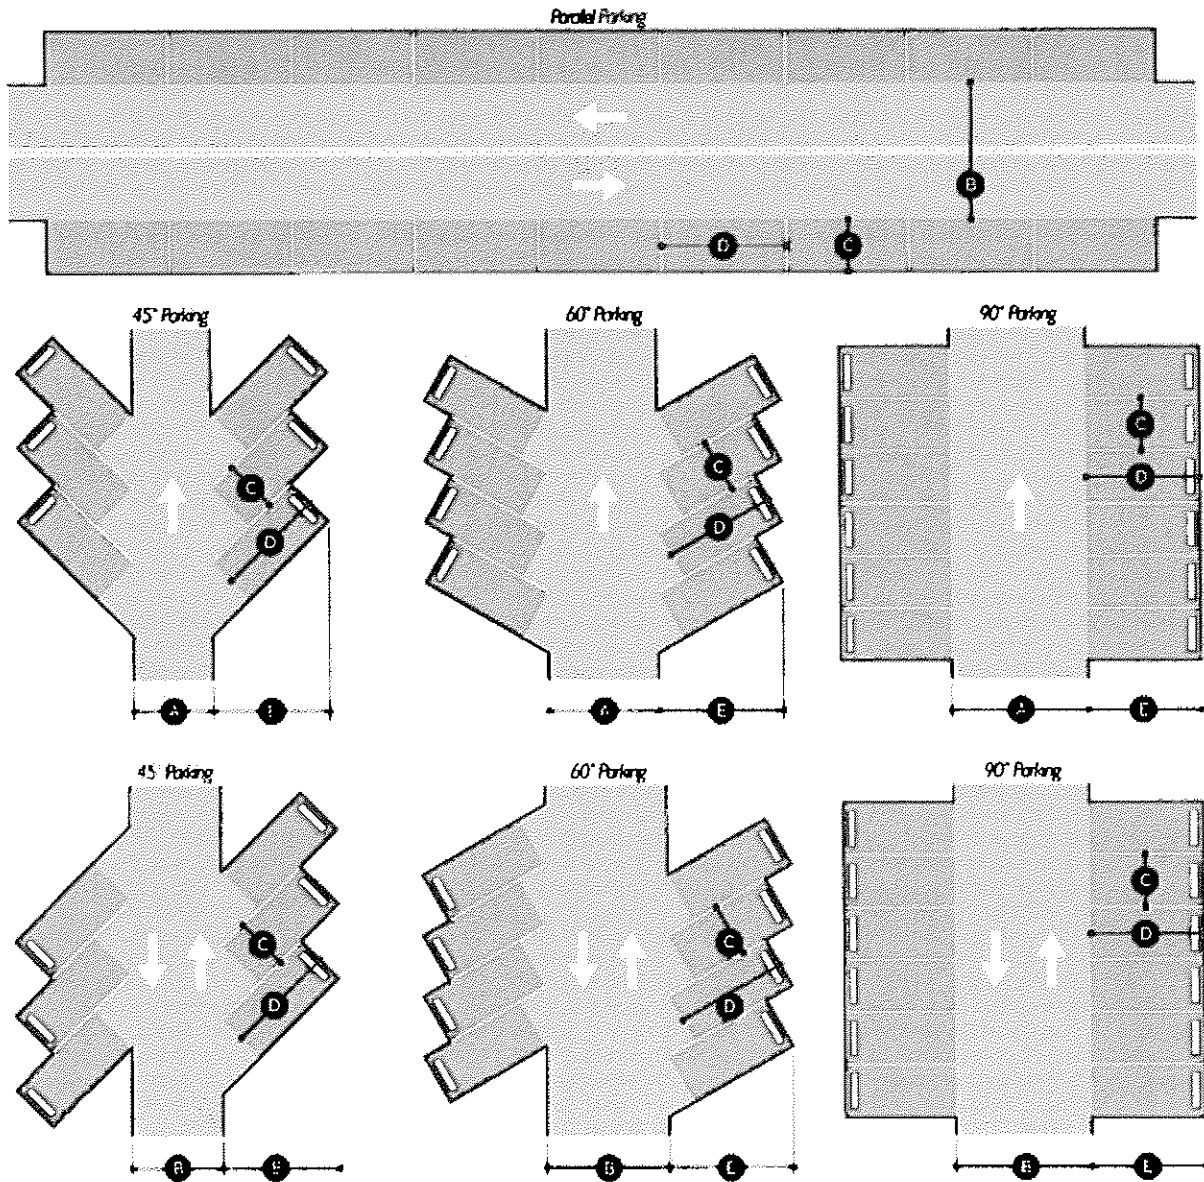 Parallel Parking
B
D C
45° Parking 60° Parking 90° Parking
C C C
D D D
A E A E A E
45° Parking 60° Parking 90° Parking
C C C
D D D
B E B E B E